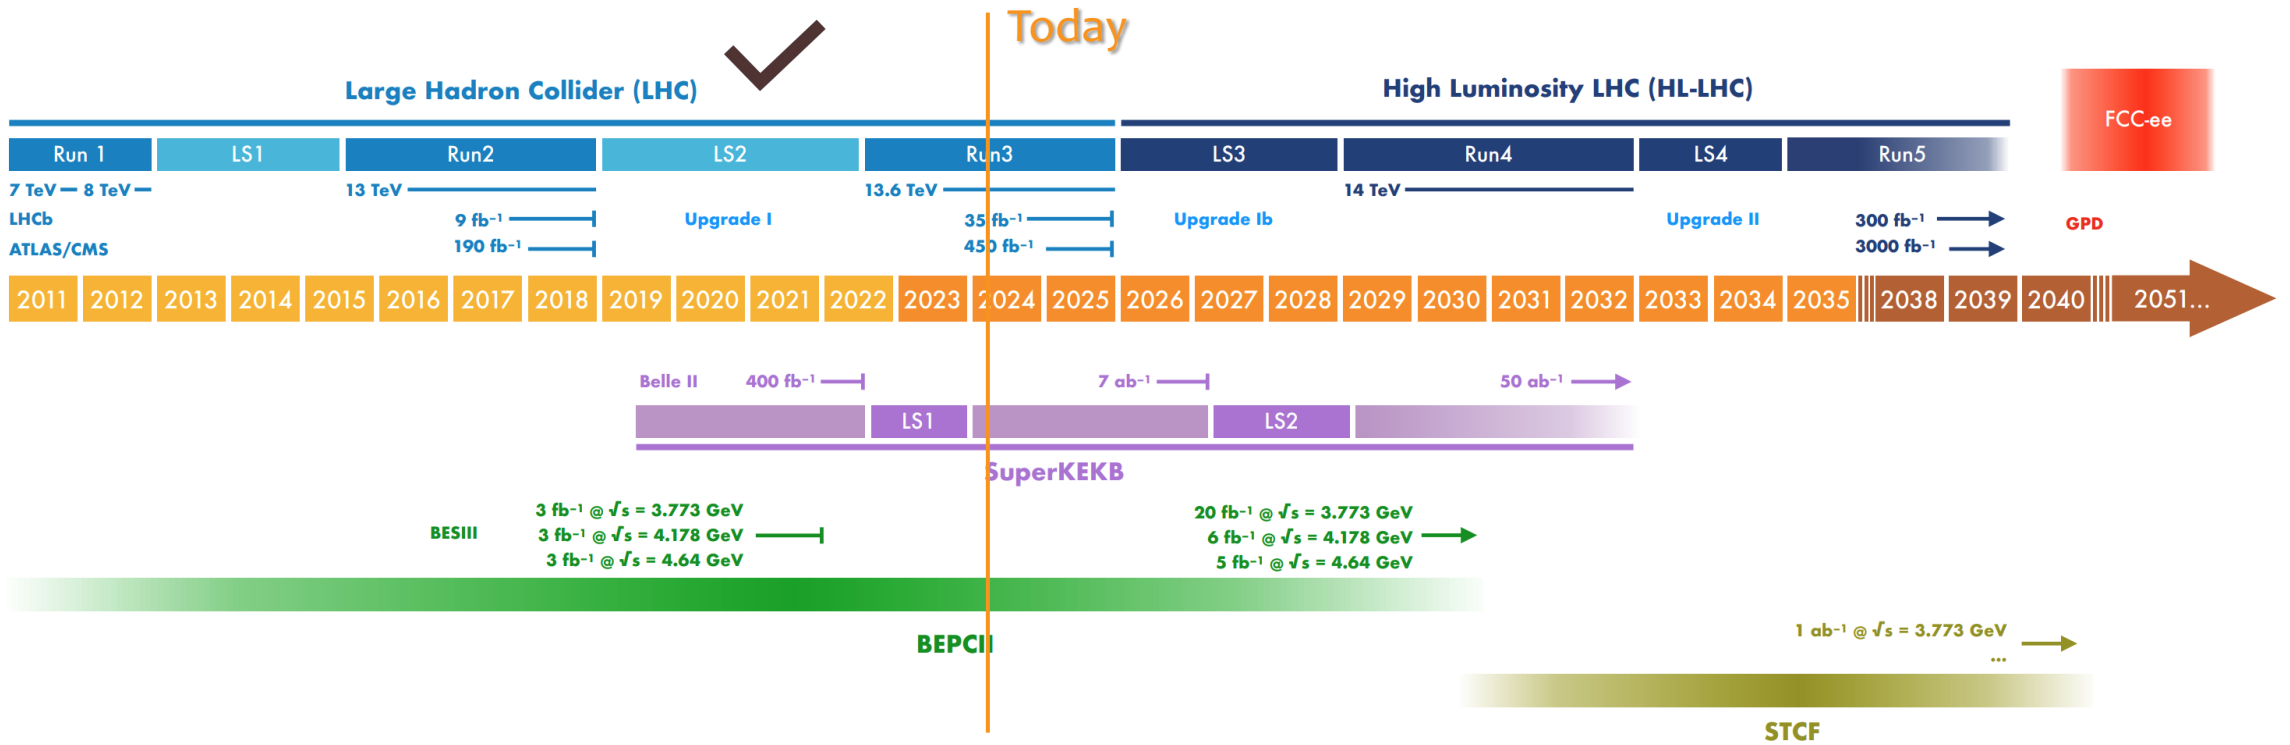 Today
Large Hadron Collider (LHC)
High Luminosity LHC (HL-LHC)
FCC-ee
Run 1 LS1 Run2 LS2 Run3 LS3 Run4 LS4 Run5
7 TeV 8 TeV 13 TeV 13.6 TeV 14 TeV
LHCb 9 fb⁻¹ Upgrade I 35 fb⁻¹ Upgrade Ib Upgrade II 300 fb⁻¹ GPD
ATLAS/CMS 190 fb⁻¹ 450 fb⁻¹ 3000 fb⁻¹
2011 2012 2013 2014 2015 2016 2017 2018 2019 2020 2021 2022 2023 2024 2025 2026 2027 2028 2029 2030 2031 2032 2033 2034 2035 2038 2039 2040 2051...
Belle II 400 fb⁻¹ 7 ab⁻¹ 50 ab⁻¹
LS1 LS2
SuperKEKB
BESIII
3 fb⁻¹ @ √s = 3.773 GeV
3 fb⁻¹ @ √s = 4.178 GeV
3 fb⁻¹ @ √s = 4.64 GeV
20 fb⁻¹ @ √s = 3.773 GeV
6 fb⁻¹ @ √s = 4.178 GeV
5 fb⁻¹ @ √s = 4.64 GeV
BEPCII
1 ab⁻¹ @ √s = 3.773 GeV
...
STCF